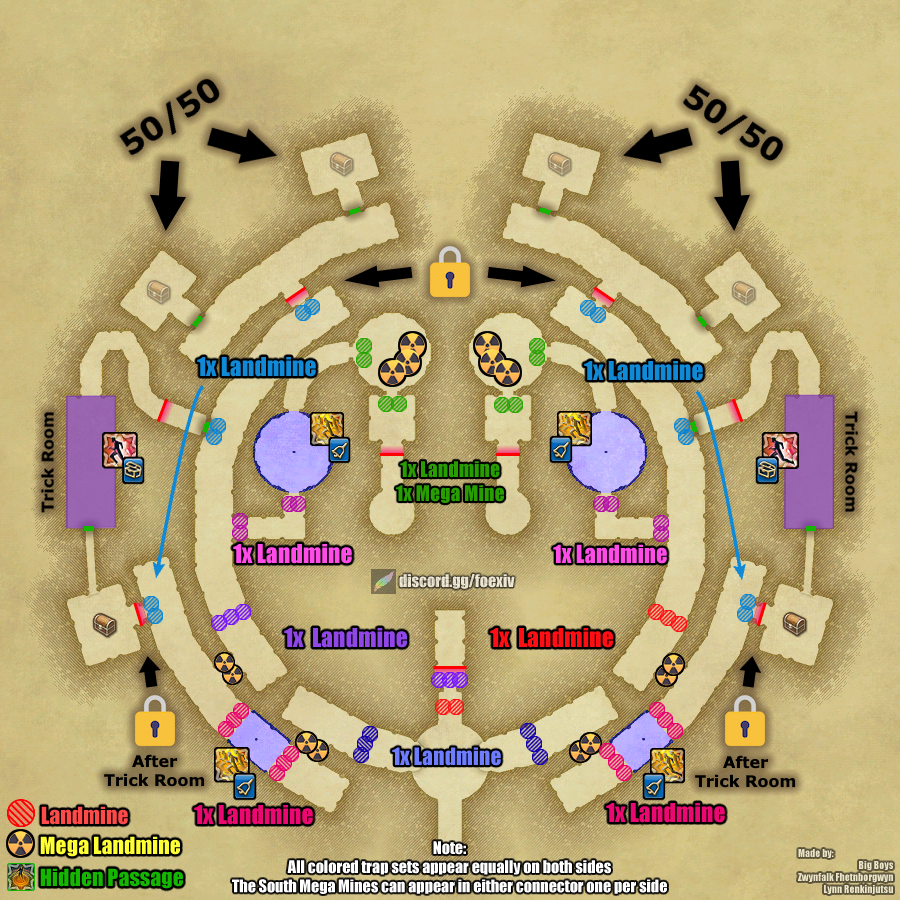 50/50
50/50
1x Landmine
1x Landmine
Trick Room
Trick Room
1x Landmine
1x Mega Mine
1x Landmine
1x Landmine
discord.gg/foexiv
1x Landmine
1x Landmine
1x Landmine
After
Trick Room
After
Trick Room
1x Landmine
1x Landmine
Landmine
Mega Landmine
Hidden Passage
Note:
All colored trap sets appear equally on both sides
The South Mega Mines can appear in either connector one per side
Made by:
Big Boys
Zwynfalk Fhetnborgwyn
Lynn Renkinjutsu